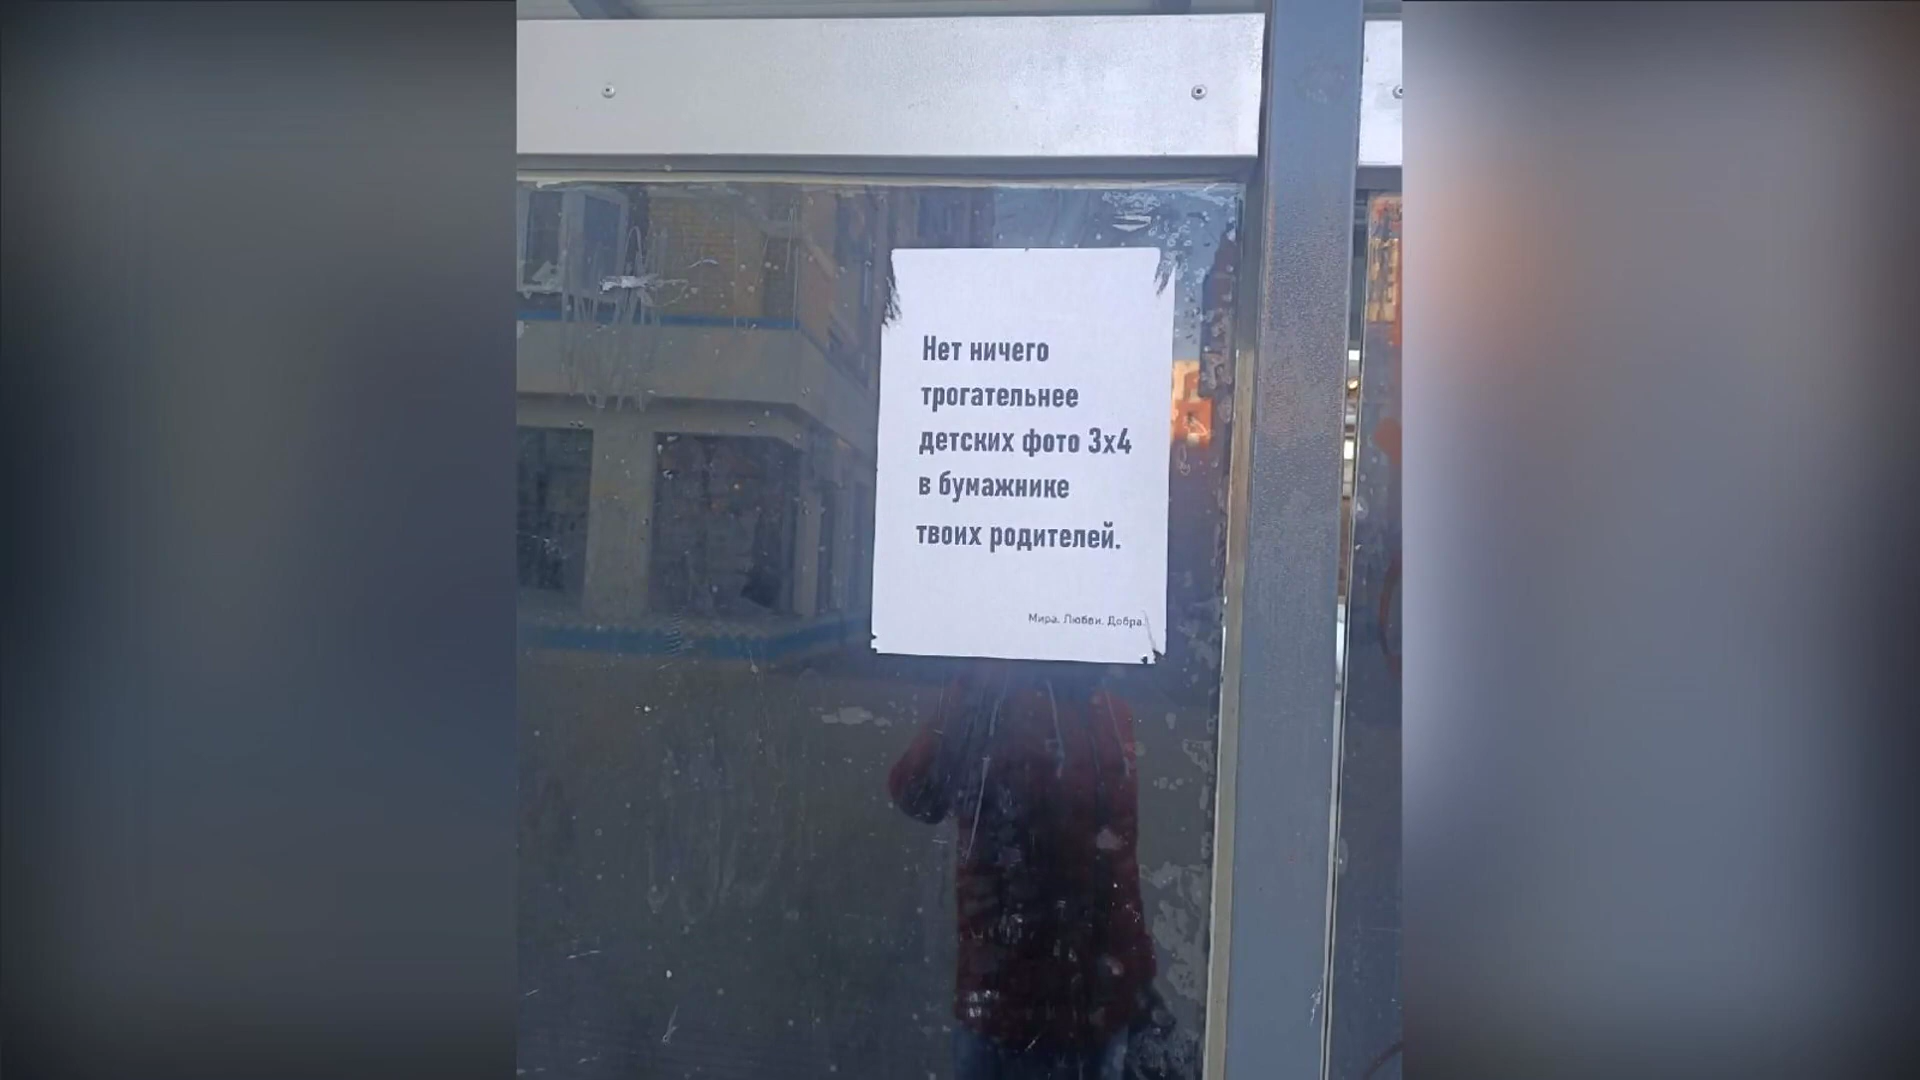 Нет ничего
трогательнее
детских фото 3х4
в бумажнике
твоих родителей.
Мира. Любви. Добра.